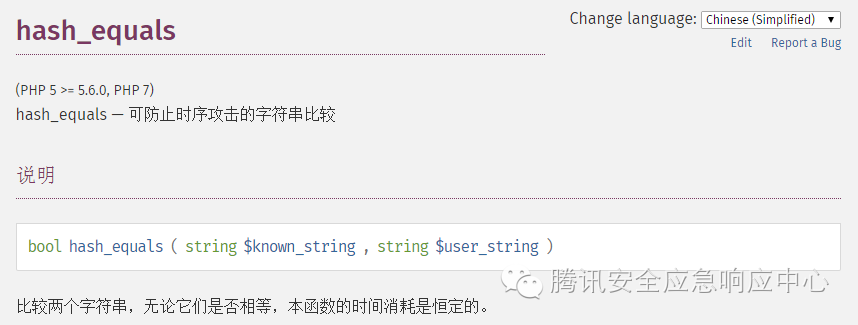 hash_equals
Change language: Chinese (Simplified)
Edit Report a Bug
(PHP 5 >= 5.6.0, PHP 7)
hash_equals — 可防止时序攻击的字符串比较
说明
bool hash_equals ( string $known_string , string $user_string )
腾讯安全应急响应中心
比较两个字符串，无论它们是否相等，本函数的时间消耗是恒定的。